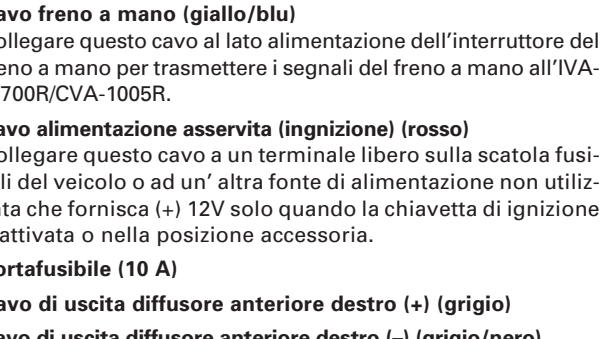 avo freno a mano (giallo/blu)
ollegare questo cavo al lato alimentazione dell'interruttore del
eno a mano per trasmettere i segnali del freno a mano all'IVA-
700R/CVA-1005R.
avo alimentazione asservita (ingnizione) (rosso)
ollegare questo cavo a un terminale libero sulla scatola fusi-
li del veicolo o ad un' altra fonte di alimentazione non utiliz-
ata che fornisca (+) 12V solo quando la chiavetta di ignizione
attivata o nella posizione accessoria.
ortafusibile (10 A)
avo di uscita diffusore anteriore destro (+) (grigio)
avo di uscita diffusore anteriore destro (–) (grigio/nero)